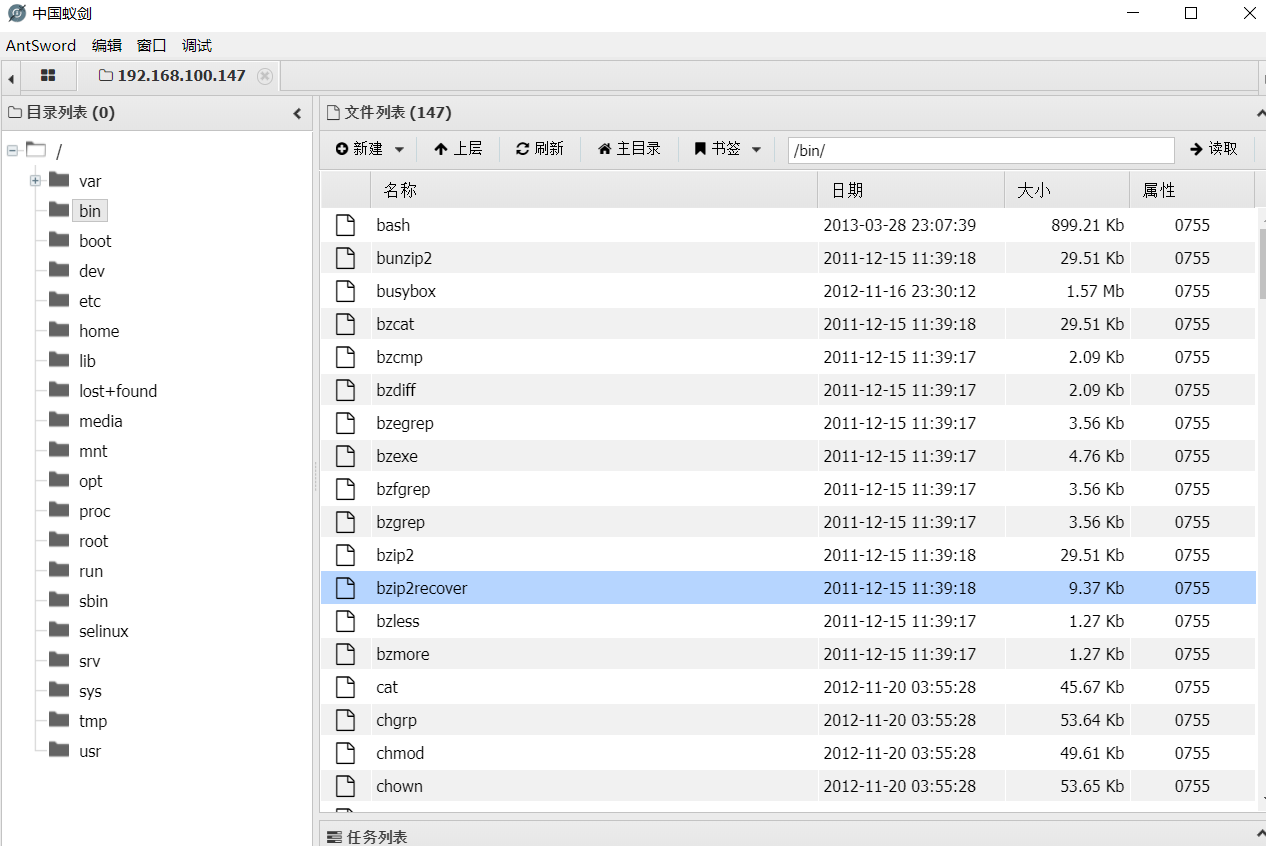 中国蚁剑
AntSword 编辑 窗口 调试
192.168.100.147
目录列表 (0)
/
var
bin
boot
dev
etc
home
lib
lost+found
media
mnt
opt
proc
root
run
sbin
selinux
srv
sys
tmp
usr
文件列表 (147)
新建 上层 刷新 主目录 书签 /bin/ 读取
名称 日期 大小 属性
bash 2013-03-28 23:07:39 899.21 Kb 0755
bunzip2 2011-12-15 11:39:18 29.51 Kb 0755
busybox 2012-11-16 23:30:12 1.57 Mb 0755
bzcat 2011-12-15 11:39:18 29.51 Kb 0755
bzcmp 2011-12-15 11:39:17 2.09 Kb 0755
bzdiff 2011-12-15 11:39:17 2.09 Kb 0755
bzegrep 2011-12-15 11:39:17 3.56 Kb 0755
bzexe 2011-12-15 11:39:17 4.76 Kb 0755
bzfgrep 2011-12-15 11:39:17 3.56 Kb 0755
bzgrep 2011-12-15 11:39:17 3.56 Kb 0755
bzip2 2011-12-15 11:39:18 29.51 Kb 0755
bzip2recover 2011-12-15 11:39:18 9.37 Kb 0755
bzless 2011-12-15 11:39:17 1.27 Kb 0755
bzmore 2011-12-15 11:39:17 1.27 Kb 0755
cat 2012-11-20 03:55:28 45.67 Kb 0755
chgrp 2012-11-20 03:55:28 53.64 Kb 0755
chmod 2012-11-20 03:55:28 49.61 Kb 0755
chown 2012-11-20 03:55:28 53.65 Kb 0755
任务列表